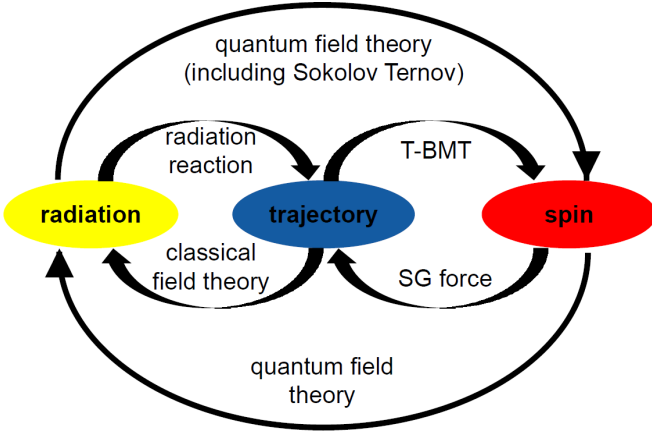 quantum field theory
(including Sokolov Ternov)
radiation
reaction
T-BMT
radiation
trajectory
spin
classical
field theory
SG force
quantum field
theory